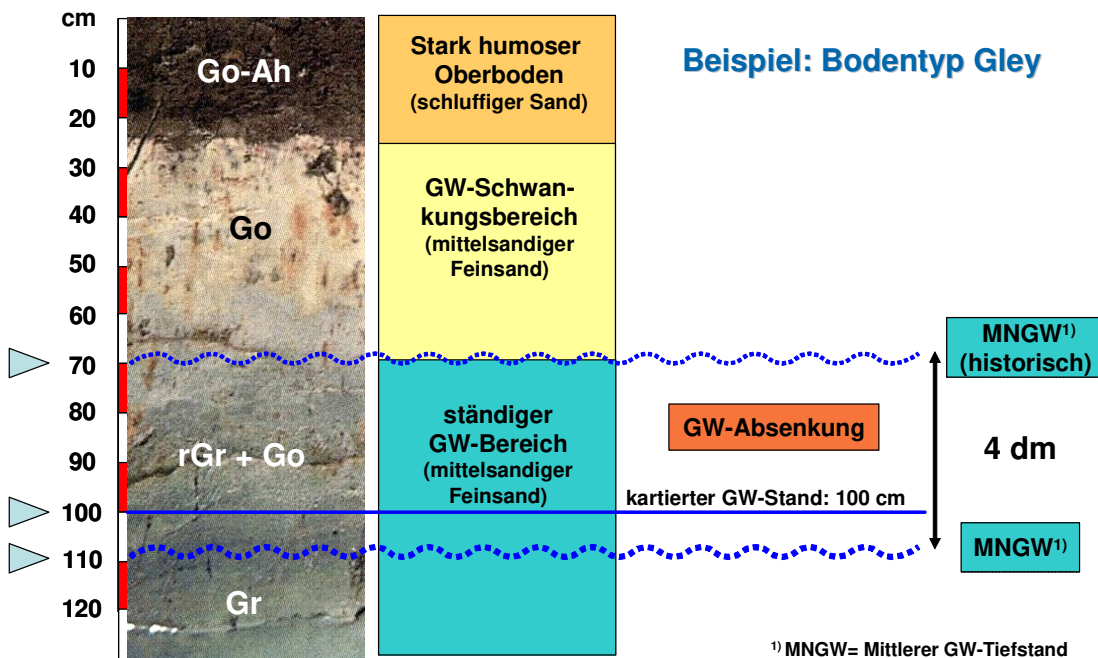 cm
10
20
30
40
50
60
70
80
90
100
110
120
Go-Ah
Go
rGr + Go
Gr
Stark humoser
Oberboden
(schluffiger Sand)
GW-Schwan-
kungsbereich
(mittelsandiger
Feinsand)
ständiger
GW-Bereich
(mittelsandiger
Feinsand)
Beispiel: Bodentyp Gley
MNGW¹⁾
(historisch)
GW-Absenkung
4 dm
kartierter GW-Stand: 100 cm
MNGW¹⁾
¹⁾ MNGW= Mittlerer GW-Tiefstand